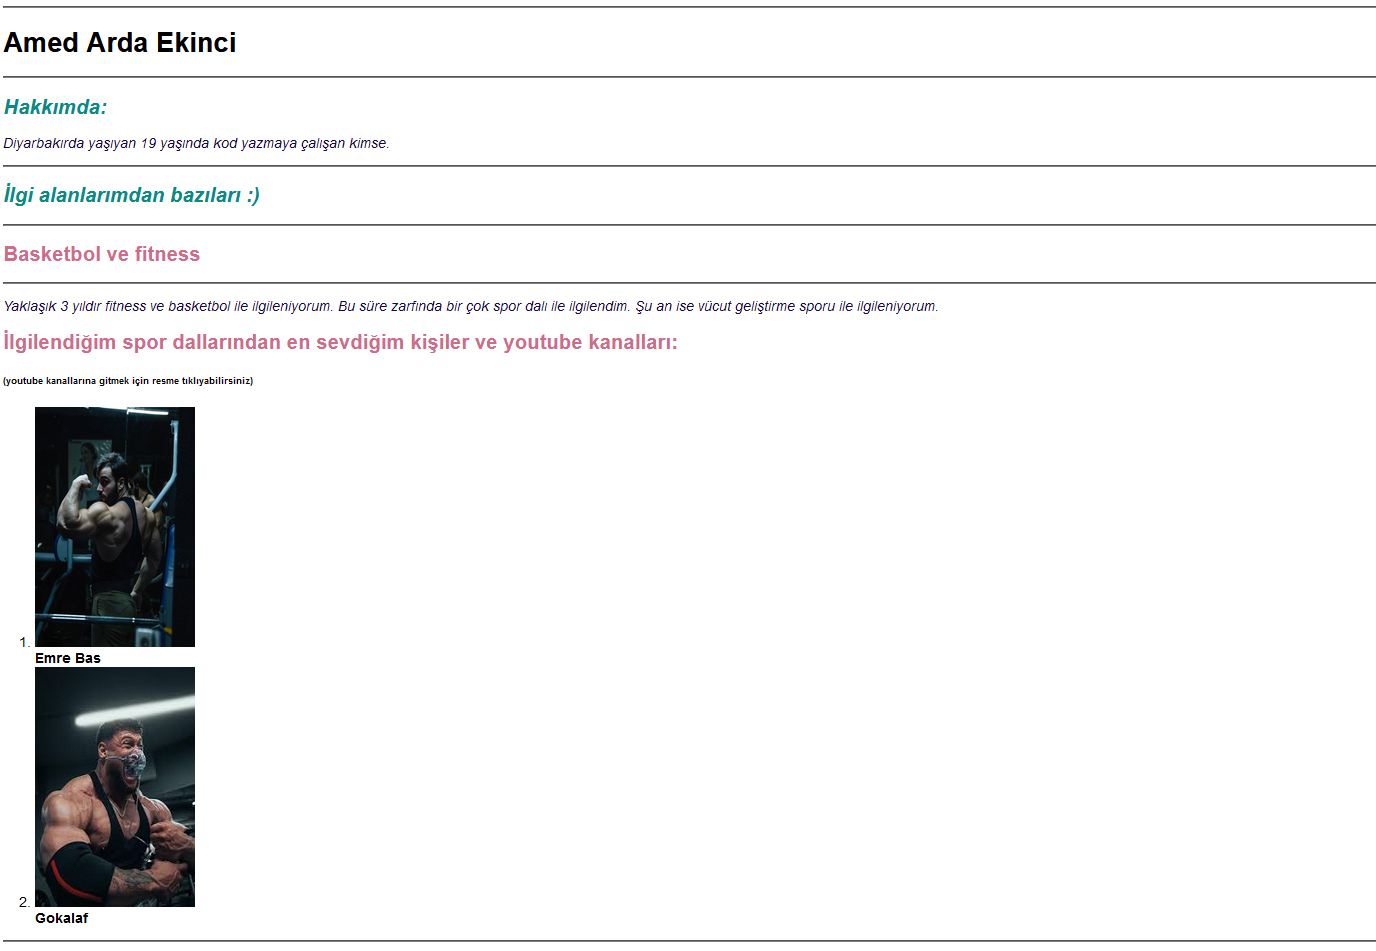 Amed Arda Ekinci
Hakkımda:
Diyarbakırda yaşıyan 19 yaşında kod yazmaya çalışan kimse.
İlgi alanlarımdan bazıları :)
Basketbol ve fitness
Yaklaşık 3 yıldır fitness ve basketbol ile ilgileniyorum. Bu süre zarfında bir çok spor dalı ile ilgilendim. Şu an ise vücut geliştirme sporu ile ilgileniyorum.
İlgilendiğim spor dallarından en sevdiğim kişiler ve youtube kanalları:
(youtube kanallarına gitmek için resme tıklıyabilirsiniz)
1.
Emre Bas
2.
Gokalaf